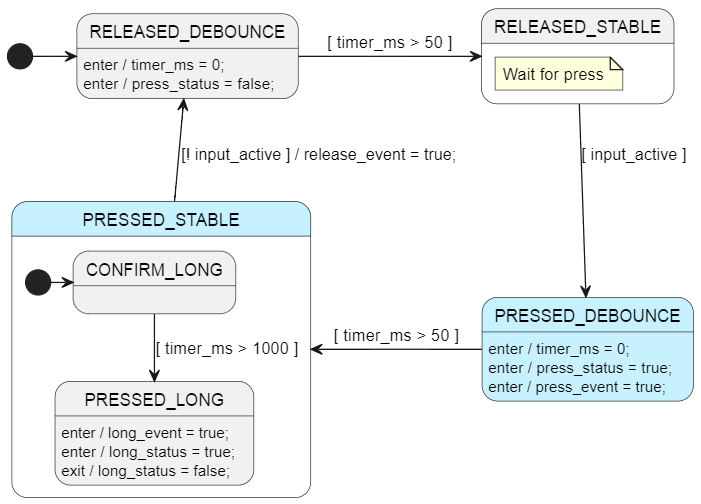 RELEASED_DEBOUNCE
enter / timer_ms = 0;
enter / press_status = false;
[ timer_ms > 50 ]
RELEASED_STABLE
Wait for press
[! input_active ] / release_event = true;
[ input_active ]
PRESSED_STABLE
CONFIRM_LONG
[ timer_ms > 1000 ]
PRESSED_LONG
enter / long_event = true;
enter / long_status = true;
exit / long_status = false;
[ timer_ms > 50 ]
PRESSED_DEBOUNCE
enter / timer_ms = 0;
enter / press_status = true;
enter / press_event = true;